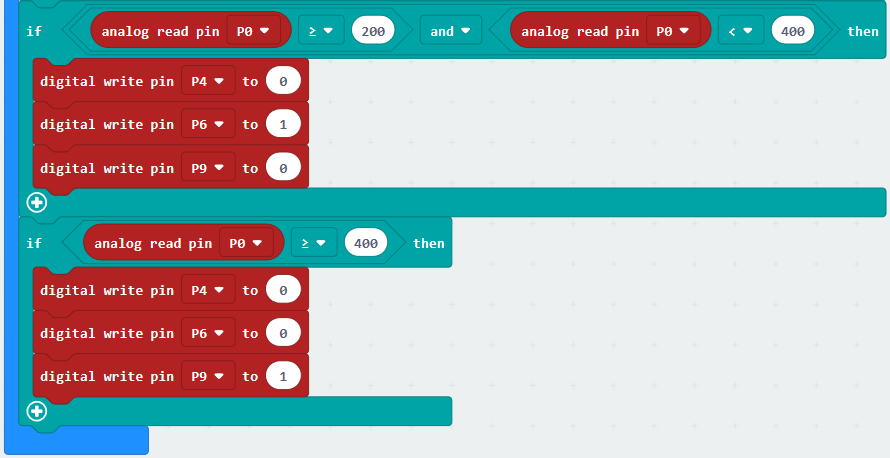 if analog read pin P0 ≥ 200 and analog read pin P0 < 400 then
digital write pin P4 to 0
digital write pin P6 to 1
digital write pin P9 to 0
if analog read pin P0 ≥ 400 then
digital write pin P4 to 0
digital write pin P6 to 0
digital write pin P9 to 1